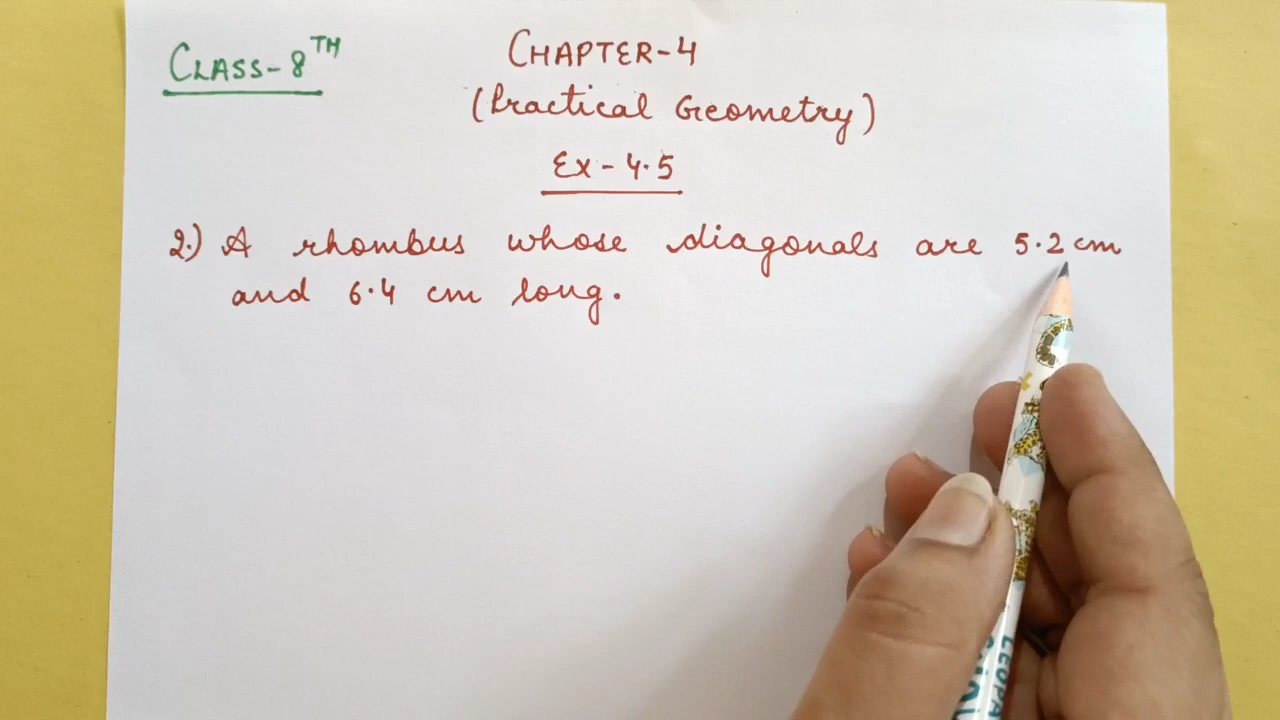 CLASS-8TH
CHAPTER-4
(Practical Geometry)
Ex-4.5
2.) A rhombus whose diagonals are 5.2 cm
and 6.4 cm long.